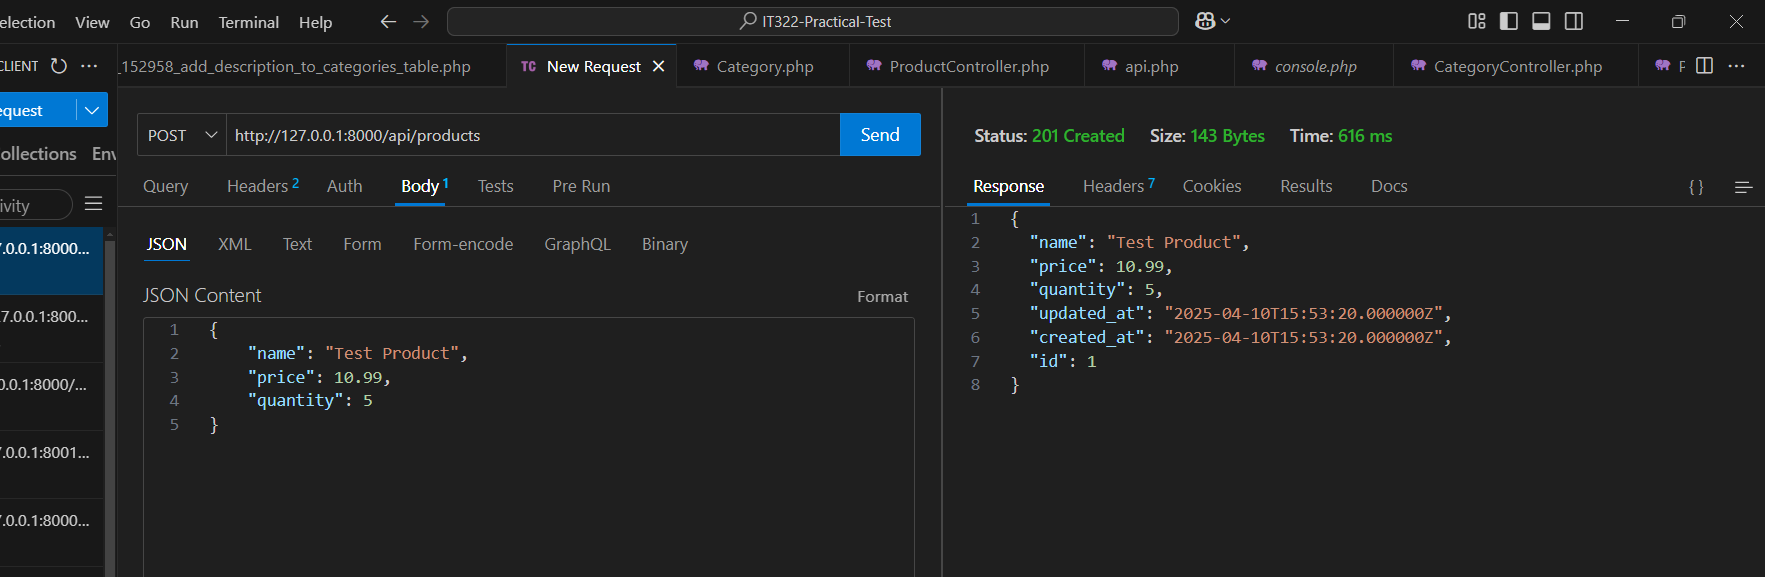 election View Go Run Terminal Help IT322-Practical-Test
CLIENT _152958_add_description_to_categories_table.php TC New Request Category.php ProductController.php api.php console.php CategoryController.php
equest
ollections Env
ivity
7.0.0.1:8000...
7.0.0.1:800...
0.0.1:8000/...
7.0.0.1:8001...
7.0.0.1:8000...
POST http://127.0.0.1:8000/api/products Send
Query Headers 2 Auth Body 1 Tests Pre Run
JSON XML Text Form Form-encode GraphQL Binary
JSON Content Format
1 {
2 "name": "Test Product",
3 "price": 10.99,
4 "quantity": 5
5 }
Status: 201 Created Size: 143 Bytes Time: 616 ms
Response Headers 7 Cookies Results Docs {}
1 {
2 "name": "Test Product",
3 "price": 10.99,
4 "quantity": 5,
5 "updated_at": "2025-04-10T15:53:20.000000Z",
6 "created_at": "2025-04-10T15:53:20.000000Z",
7 "id": 1
8 }